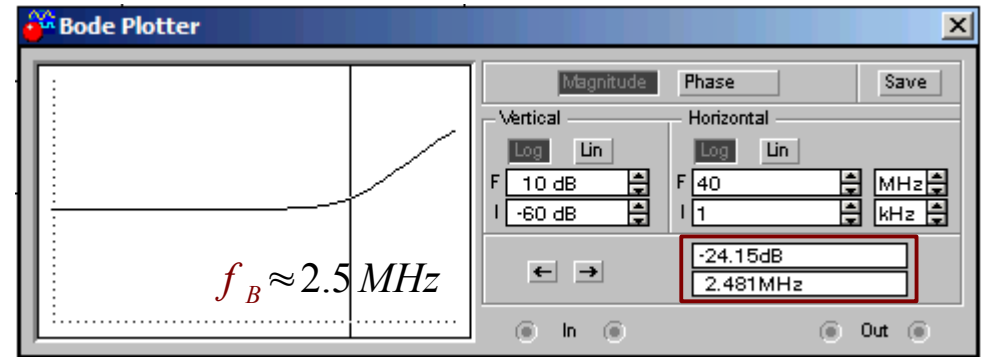 Bode Plotter
Magnitude Phase Save
Vertical Horizontal
Log Lin Log Lin
F 10 dB F 40 MHz
I -60 dB I 1 kHz
-24.15dB
2.481MHz
f B ≈ 2.5 MHz
In Out